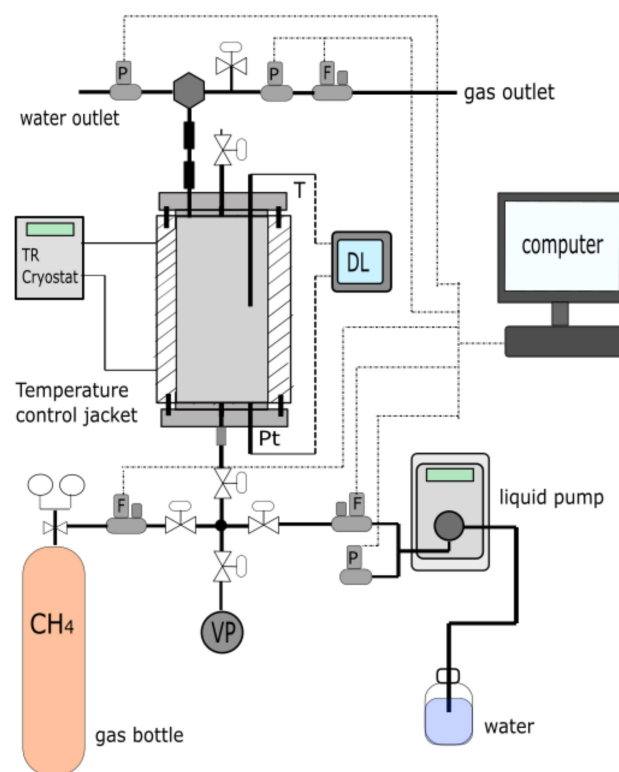 P
P
F
water outlet
gas outlet
T
TR
Cryostat
DL
computer
Temperature
control jacket
Pt
F
F
liquid pump
P
CH4
VP
gas bottle
water